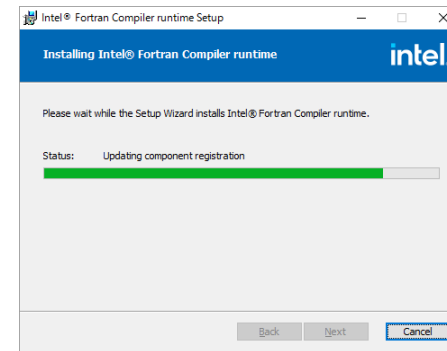 Intel® Fortran Compiler runtime Setup
Installing Intel® Fortran Compiler runtime
intel.
Please wait while the Setup Wizard installs Intel® Fortran Compiler runtime.
Status: Updating component registration
Back Next Cancel